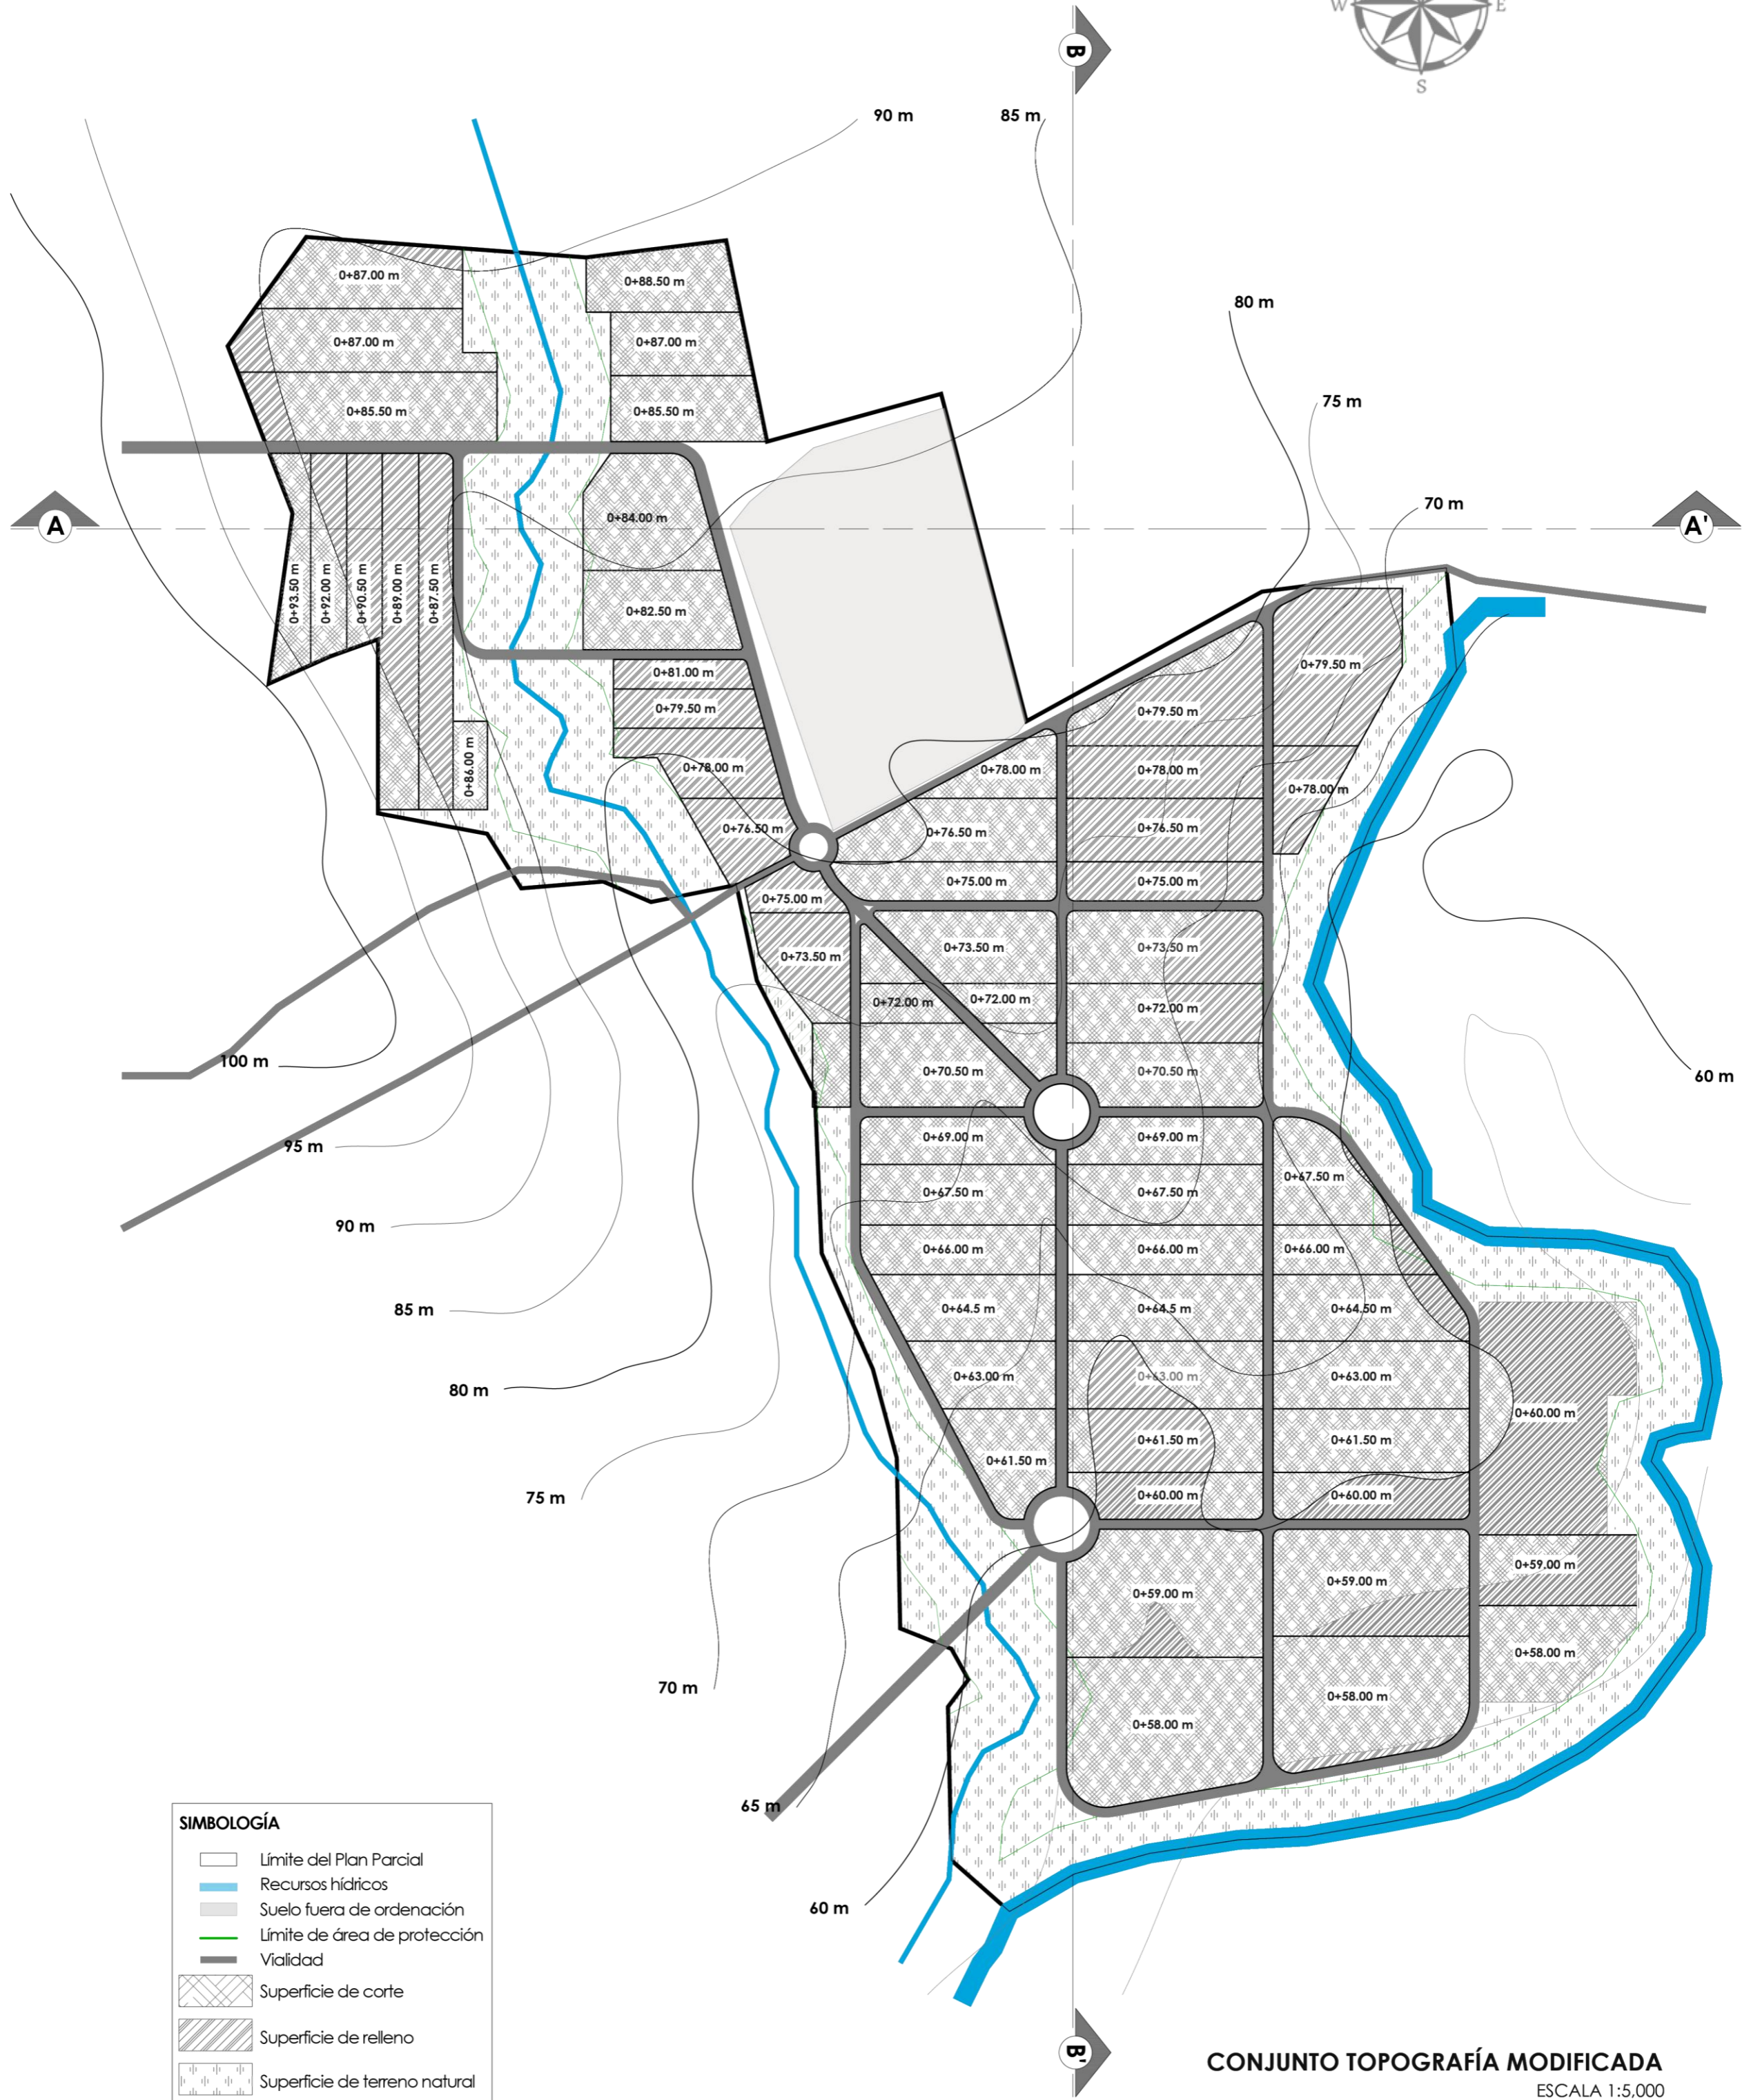 W
E
S
B
90 m
85 m
80 m
75 m
70 m
0+87.00 m
0+88.50 m
0+87.00 m
0+87.00 m
0+85.50 m
0+85.50 m
A
A'
0+84.00 m
0+93.50 m
0+92.00 m
0+90.50 m
0+89.00 m
0+87.50 m
0+82.50 m
0+81.00 m
0+79.50 m
0+78.00 m
0+76.50 m
0+86.00 m
0+79.50 m
0+79.50 m
0+78.00 m
0+78.00 m
0+78.00 m
0+76.50 m
0+76.50 m
0+75.00 m
0+75.00 m
0+75.00 m
0+73.50 m
0+73.50 m
0+73.50 m
0+72.00 m
0+72.00 m
0+72.00 m
0+70.50 m
0+70.50 m
100 m
60 m
95 m
0+69.00 m
0+69.00 m
0+67.50 m
0+67.50 m
0+67.50 m
90 m
0+66.00 m
0+66.00 m
0+66.00 m
85 m
0+64.5 m
0+64.5 m
0+64.50 m
80 m
0+63.00 m
0+63.00 m
0+63.00 m
0+60.00 m
0+61.50 m
0+61.50 m
0+61.50 m
75 m
0+60.00 m
0+60.00 m
0+59.00 m
0+59.00 m
0+59.00 m
0+58.00 m
70 m
0+58.00 m
0+58.00 m
65 m
60 m
SIMBOLOGÍA
Límite del Plan Parcial
Recursos hídricos
Suelo fuera de ordenación
Límite de área de protección
Vialidad
Superficie de corte
Superficie de relleno
Superficie de terreno natural
B'
CONJUNTO TOPOGRAFÍA MODIFICADA
ESCALA 1:5,000